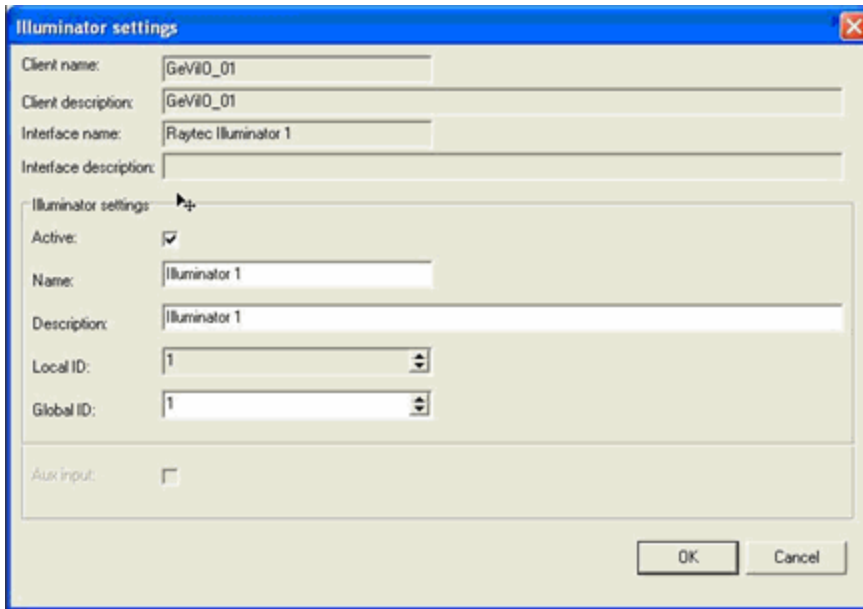 Illuminator settings
Client name: GeViIO_01
Client description: GeViIO_01
Interface name: Raytec Illuminator 1
Interface description:
Illuminator settings
Active:
Name: Illuminator 1
Description: Illuminator 1
Local ID: 1
Global ID: 1
Aux input:
OK Cancel